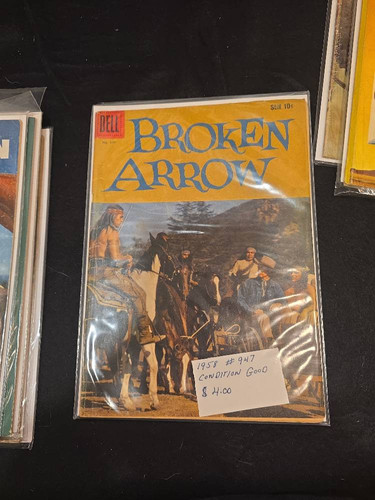 DELL
Still 10¢
BROKEN
ARROW
1958 # 947
CONDITION GOOD
$ 4.00
N